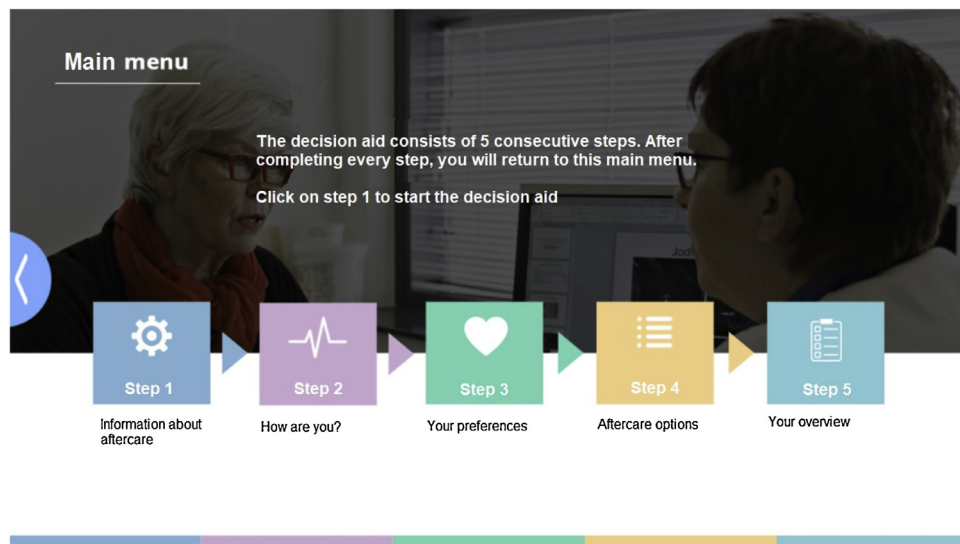 Main menu
The decision aid consists of 5 consecutive steps. After
completing every step, you will return to this main menu.
Click on step 1 to start the decision aid
Step 1
Step 2
Step 3
Step 4
Step 5
Information about
aftercare
How are you?
Your preferences
Aftercare options
Your overview